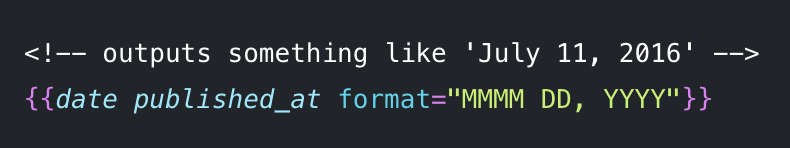 <!-- outputs something like 'July 11, 2016' -->
{{date published_at format="MMMM DD, YYYY"}}